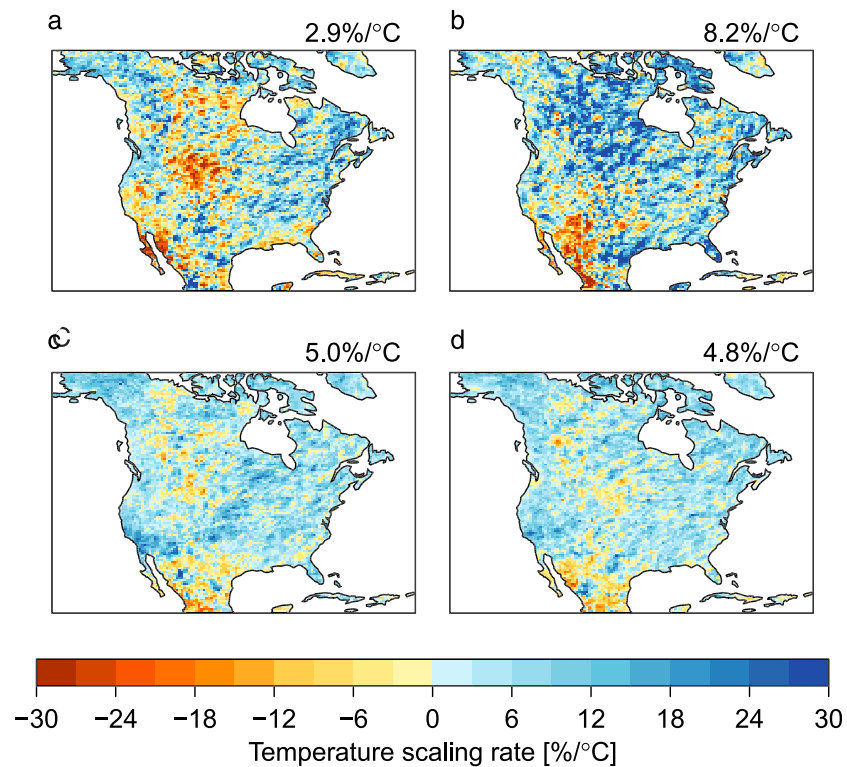 a 2.9%/°C
b 8.2%/°C
c 5.0%/°C
d 4.8%/°C
−30 −24 −18 −12 −6 0 6 12 18 24 30
Temperature scaling rate [%/°C]